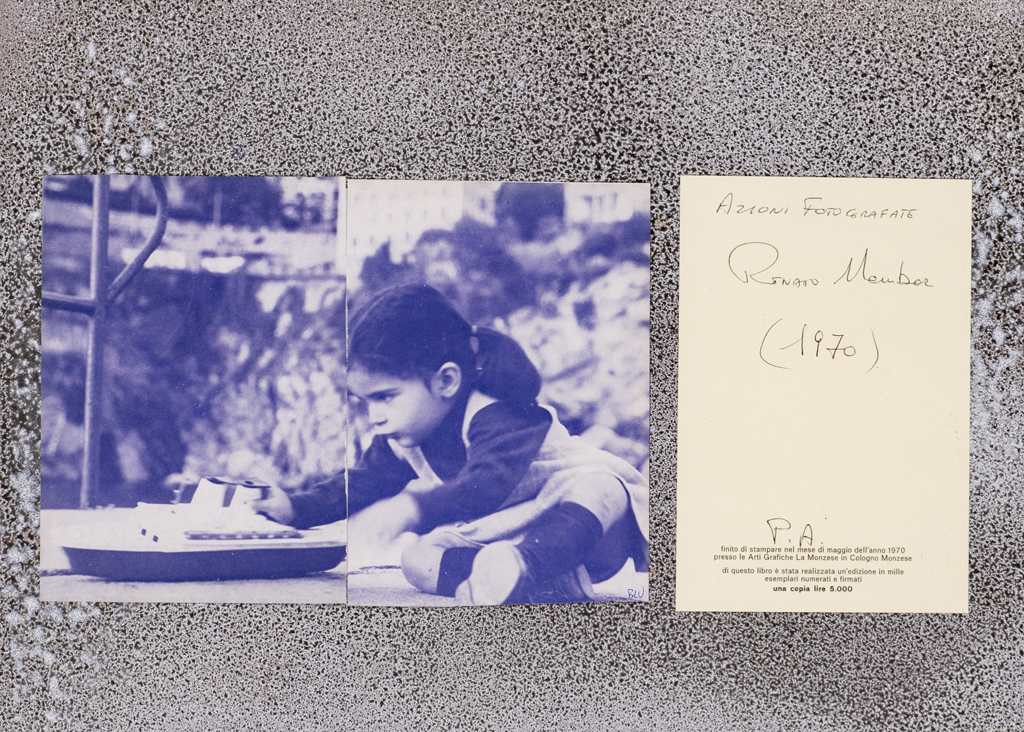 BLU
AZIONI FOTOGRAFATE
RENATO Mambor
(1970)
P.A.
finito di stampare nel mese di maggio dell'anno 1970
presso le Arti Grafiche La Monzese in Cologno Monzese
di questo libro è stata realizzata un'edizione in mille
esemplari numerati e firmati
una copia lire 5.000